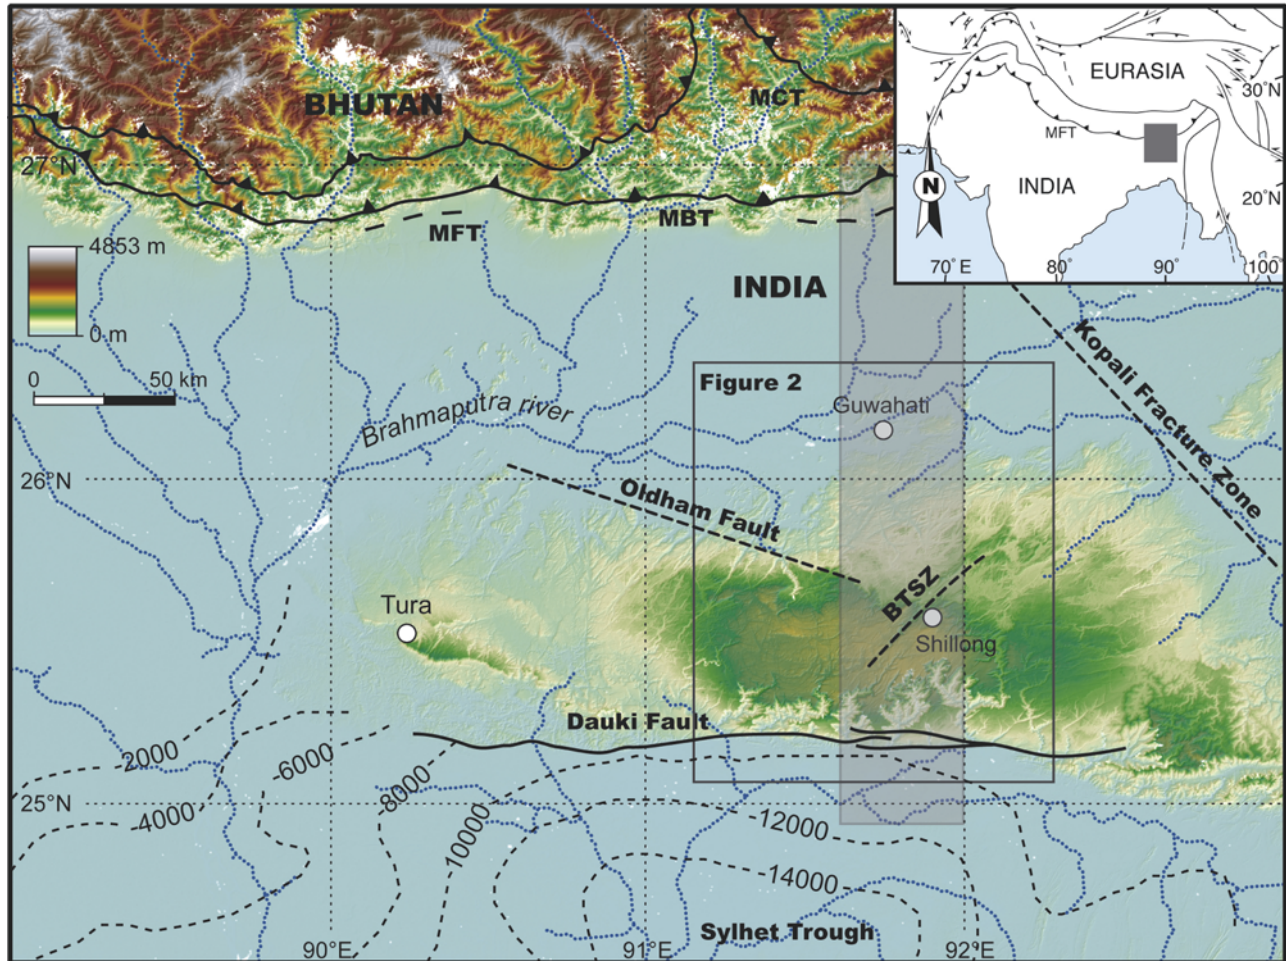 BHUTAN
MCT
EURASIA
30°N
MFT
N
INDIA
20°N
70° E
80°
90°
100°
27°N
MFT
MBT
4853 m
0 m
INDIA
Kopali Fracture Zone
0
50 km
Figure 2
Guwahati
Brahmaputra river
26°N
Oldham Fault
BTSZ
Tura
Shillong
Dauki Fault
-2000
-6000
-8000
25°N
-4000
10000
-12000
-14000
Sylhet Trough
90°E
91°E
92°E